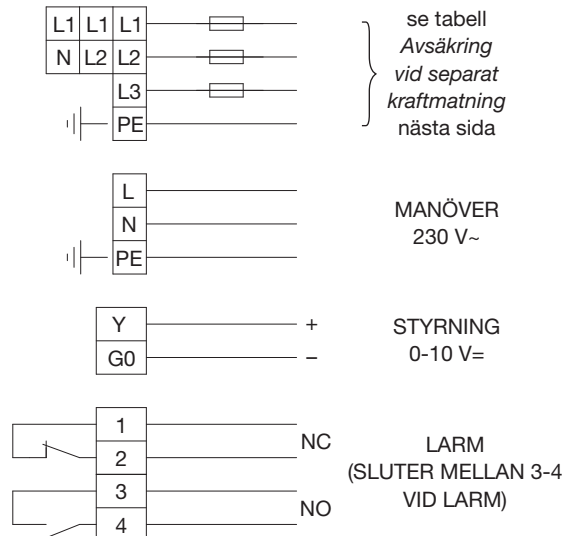 L1 L1 L1
N L2 L2
L3
PE
se tabell
Avsäkring
vid separat
kraftmatning
nästa sida
L
N
PE
MANÖVER
230 V~
Y +
G0 –
STYRNING
0-10 V=
1
2
NC
3
4
NO
LARM
(SLUTER MELLAN 3-4
VID LARM)